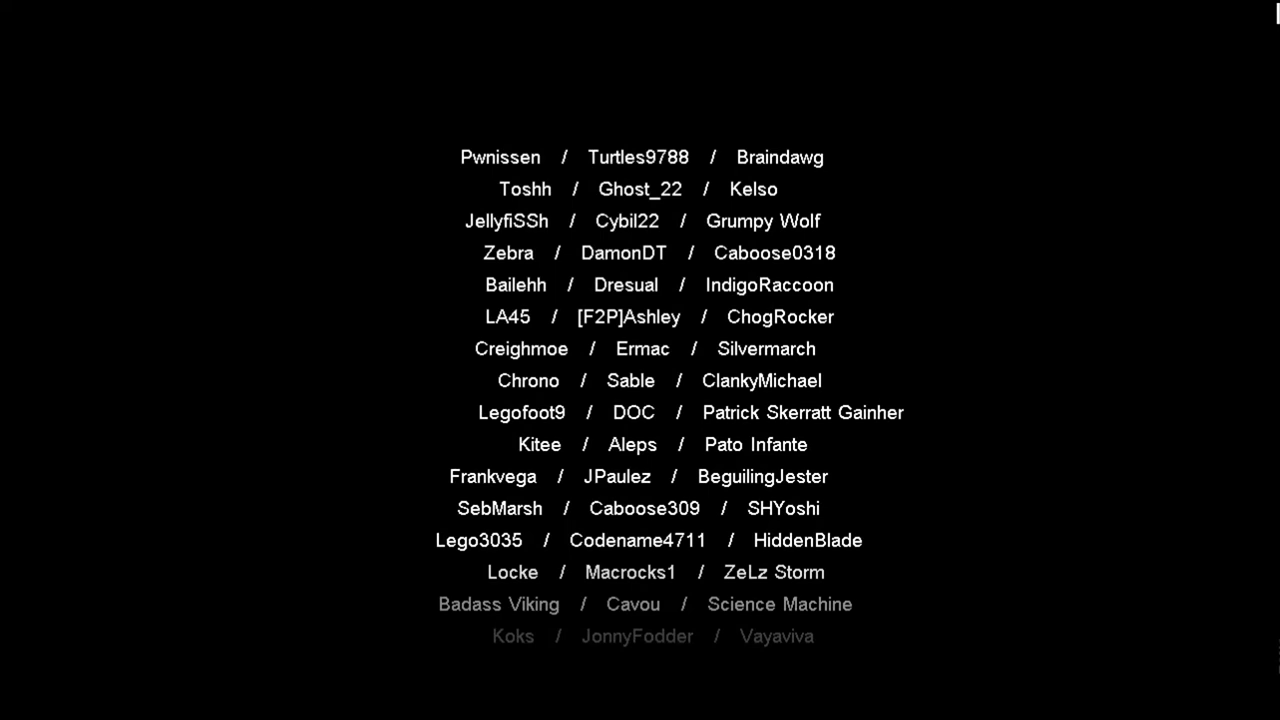 Pwnissen / Turtles9788 / Braindawg
Toshh / Ghost_22 / Kelso
JellyfiSSh / Cybil22 / Grumpy Wolf
Zebra / DamonDT / Caboose0318
Bailehh / Dresual / IndigoRaccoon
LA45 / [F2P]Ashley / ChogRocker
Creighmoe / Ermac / Silvermarch
Chrono / Sable / ClankyMichael
Legofoot9 / DOC / Patrick Skerratt Gainher
Kitee / Aleps / Pato Infante
Frankvega / JPaulez / BeguilingJester
SebMarsh / Caboose309 / SHYoshi
Lego3035 / Codename4711 / HiddenBlade
Locke / Macrocks1 / ZeLz Storm
Badass Viking / Cavou / Science Machine
Koks / JonnyFodder / Vayaviva